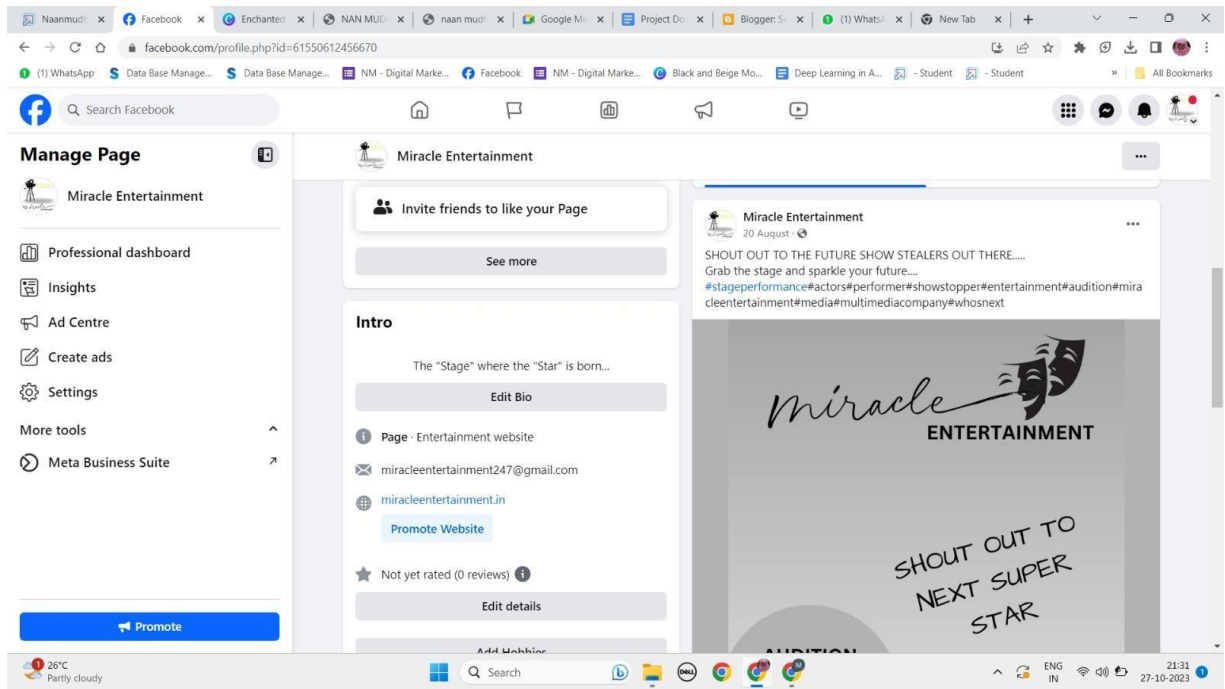 Naanmudh
Facebook
Enchanted
NAN MUD
naan mudh
Google Me
Project Do
Blogger: S
(1) WhatsA
New Tab
facebook.com/profile.php?id=61550612456670
(1) WhatsApp
Data Base Manage...
Data Base Manage...
NM - Digital Marke...
Facebook
NM - Digital Marke...
Black and Beige Mo...
Deep Learning in A...
- Student
- Student
»
All Bookmarks
Search Facebook
Manage Page
Miracle Entertainment
Professional dashboard
Insights
Ad Centre
Create ads
Settings
More tools
Meta Business Suite
Promote
Miracle Entertainment
Invite friends to like your Page
See more
Intro
The "Stage" where the "Star" is born...
Edit Bio
Page · Entertainment website
miracleentertainment247@gmail.com
miracleentertainment.in
Promote Website
Not yet rated (0 reviews)
Edit details
Add Hobbies
Miracle Entertainment
20 August ·
SHOUT OUT TO THE FUTURE SHOW STEALERS OUT THERE.....
Grab the stage and sparkle your future....
#stageperformance#actors#performer#showstopper#entertainment#audition#mira
cleentertainment#media#multimediacompany#whosnext
miracle
ENTERTAINMENT
SHOUT OUT TO
NEXT SUPER
STAR
AUDITION
1
26°C
Partly cloudy
Search
DELL
ENG
IN
21:31
27-10-2023
1